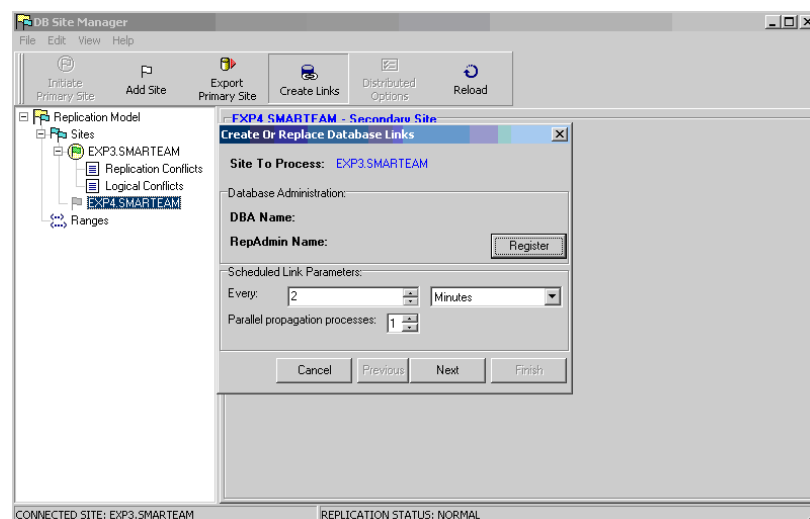 DB Site Manager
File Edit View Help
Initiate Primary Site
Add Site
Export Primary Site
Create Links
Distributed Options
Reload
Replication Model
Sites
EXP3.SMARTEAM
Replication Conflicts
Logical Conflicts
EXP4.SMARTEAM
Ranges
EXP4.SMARTEAM - Secondary Site
Create Or Replace Database Links
Site To Process: EXP3.SMARTEAM
Database Administration:
DBA Name:
RepAdmin Name:
Register
Scheduled Link Parameters:
Every: 2 Minutes
Parallel propagation processes: 1
Cancel Previous Next Finish
CONNECTED SITE: EXP3.SMARTEAM REPLICATION STATUS: NORMAL